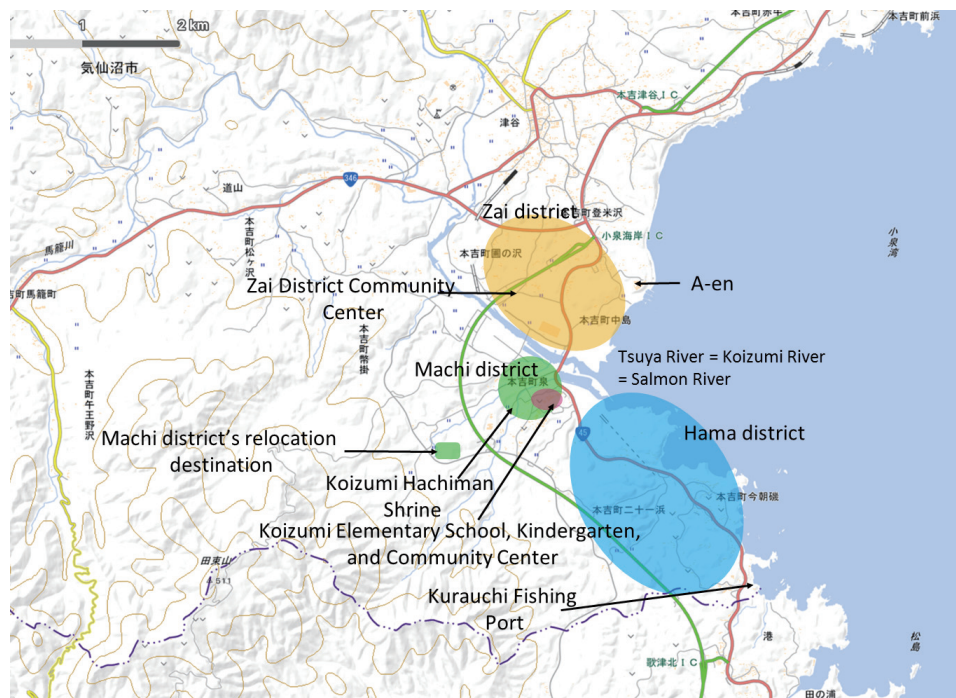 1
2 km
気仙沼市
本吉町赤牛
本吉町前浜
本吉津谷ＩＣ
津谷
346
道山
馬籠川
本吉町松ヶ沢
Zai district
本吉町登米沢
小泉海岸ＩＣ
小泉湾
本吉町圃の沢
吉町馬籠町
Zai District Community
Center
A-en
本吉町幣掛
本吉町中島
Tsuya River = Koizumi River
= Salmon River
Machi district
本吉町泉
本吉町午王野沢
Machi district's relocation
destination
45
Hama district
Koizumi Hachiman
Shrine
本吉町今朝磯
本吉町二十一浜
Koizumi Elementary School, Kindergarten,
and Community Center
田束山
511
Kurauchi Fishing
Port
港
松島
歌津北ＩＣ
田の浦